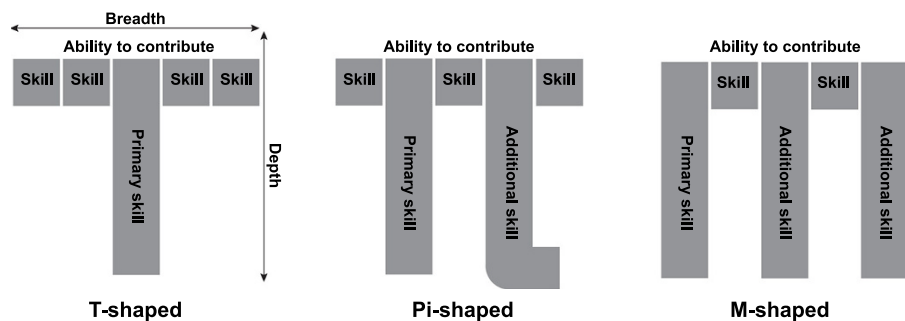 Breadth
Ability to contribute
Skill Skill Skill Skill
Primary skill
Depth
T-shaped
Ability to contribute
Skill Skill Skill
Primary skill
Additional skill
Pi-shaped
Ability to contribute
Skill Skill
Primary skill
Additional skill
Additional skill
M-shaped